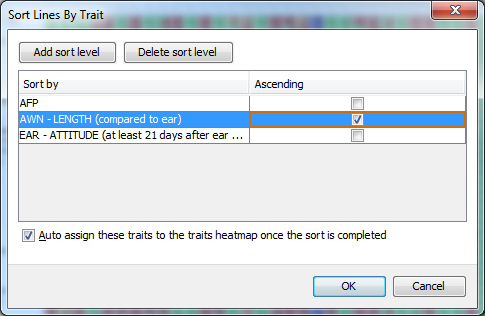 Sort Lines By Trait
Add sort level Delete sort level
Sort by Ascending
AFP
AWN - LENGTH (compared to ear)
EAR - ATTITUDE (at least 21 days after ear ...
Auto assign these traits to the traits heatmap once the sort is completed
OK Cancel